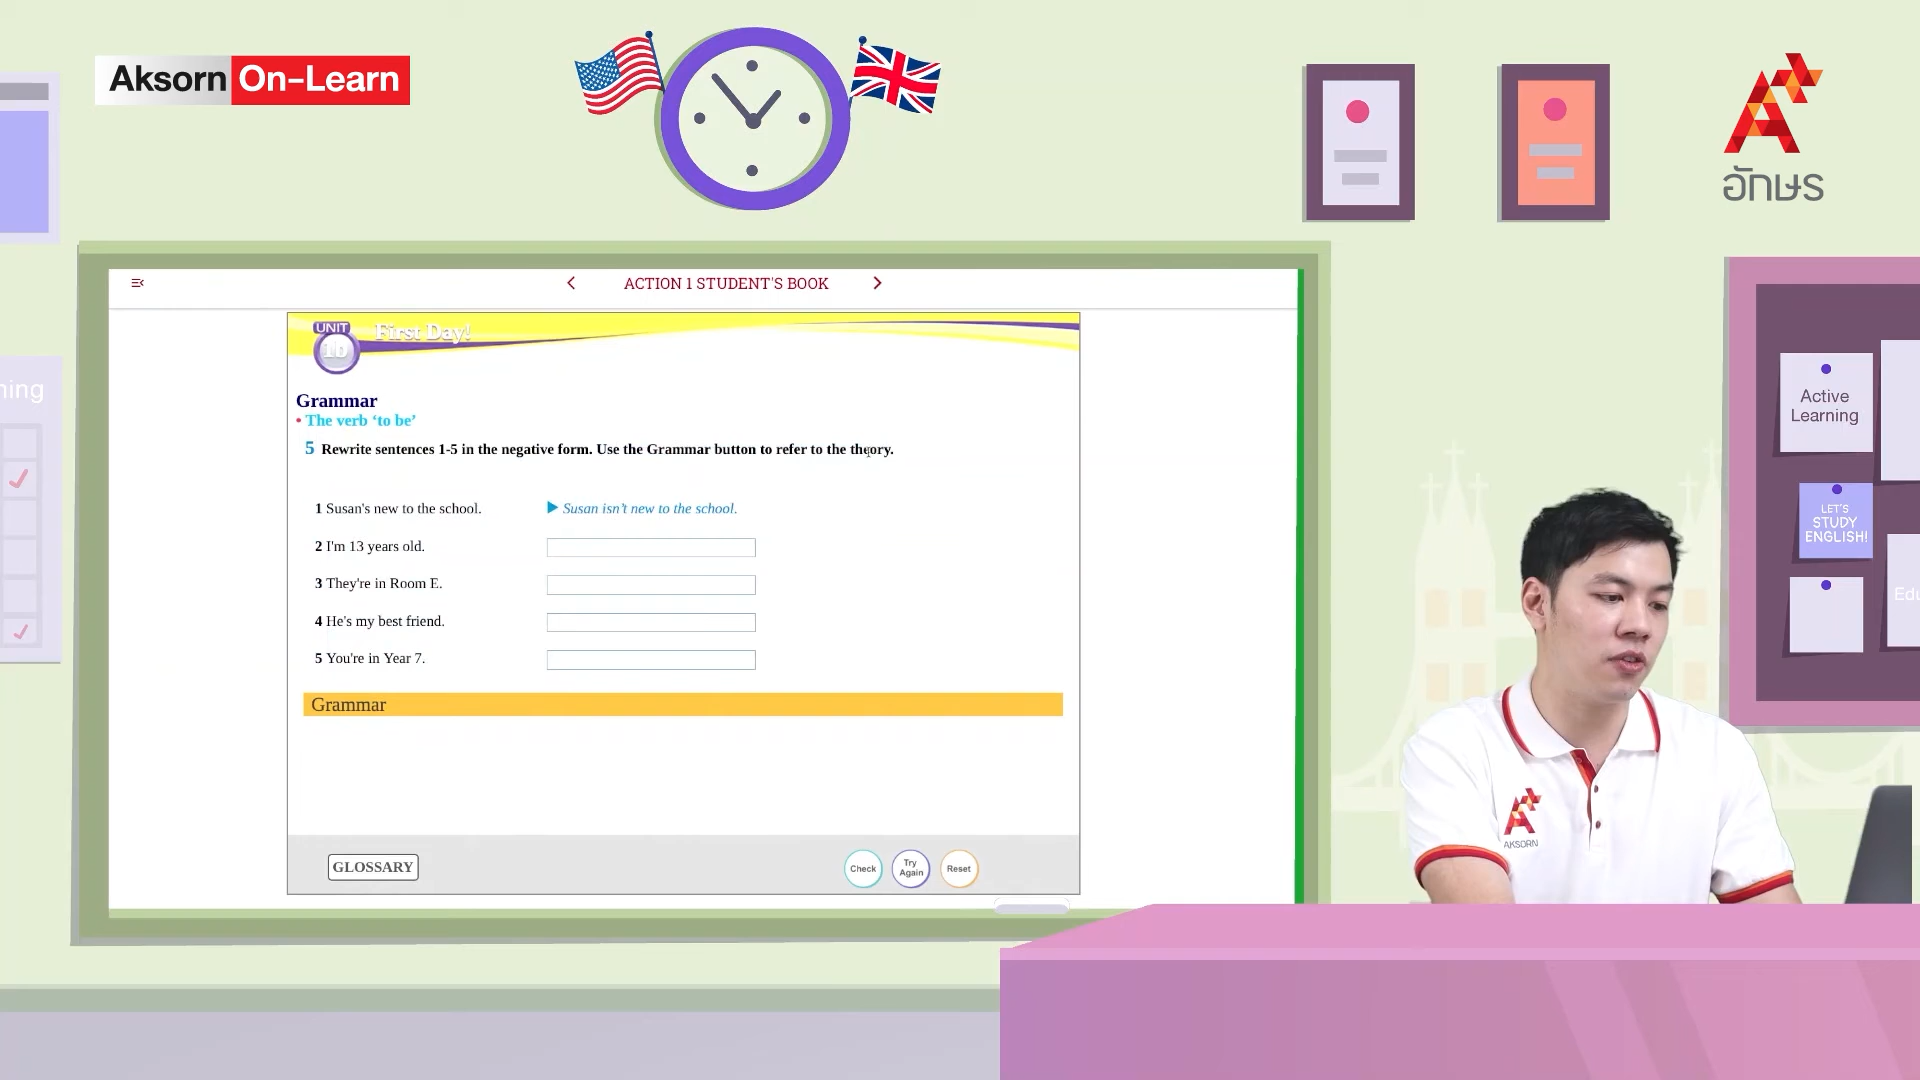 Aksorn On-Learn
อักษร
ACTION 1 STUDENT'S BOOK
UNIT
1b
First Day!
Grammar
• The verb ‘to be’
5 Rewrite sentences 1-5 in the negative form. Use the Grammar button to refer to the theory.
1 Susan's new to the school.
Susan isn't new to the school.
2 I'm 13 years old.
3 They're in Room E.
4 He's my best friend.
5 You're in Year 7.
Grammar
GLOSSARY
Check
Try
Again
Reset
Active
Learning
LET'S
STUDY
ENGLISH!
AKSORN